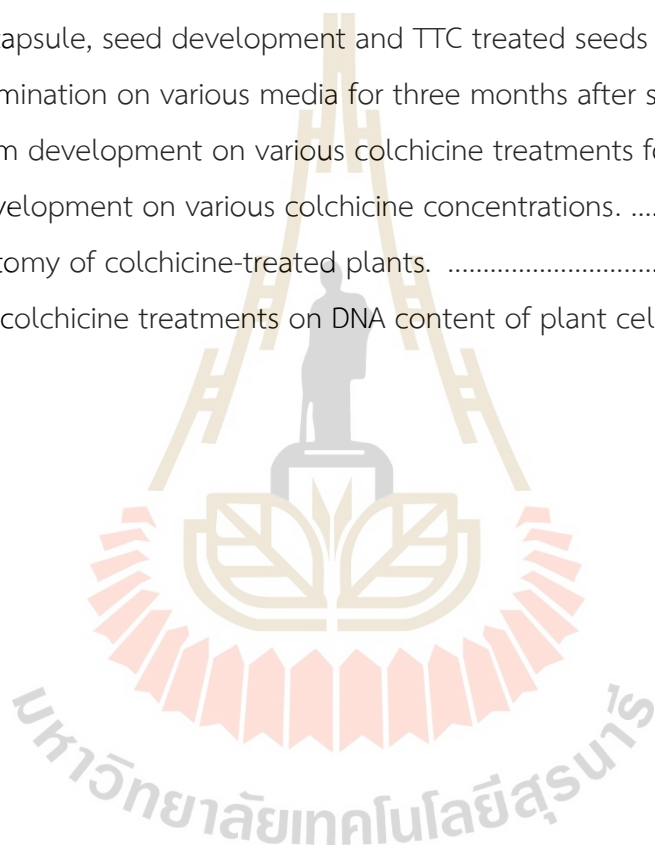 capsule, seed development and TTC treated seeds
mination on various media for three months after s
m development on various colchicine treatments fo
velopment on various colchicine concentrations. ....
tomy of colchicine-treated plants. ..............................
colchicine treatments on DNA content of plant cel
มหาวิทยาลัยเทคโนโลยีสุรนารี